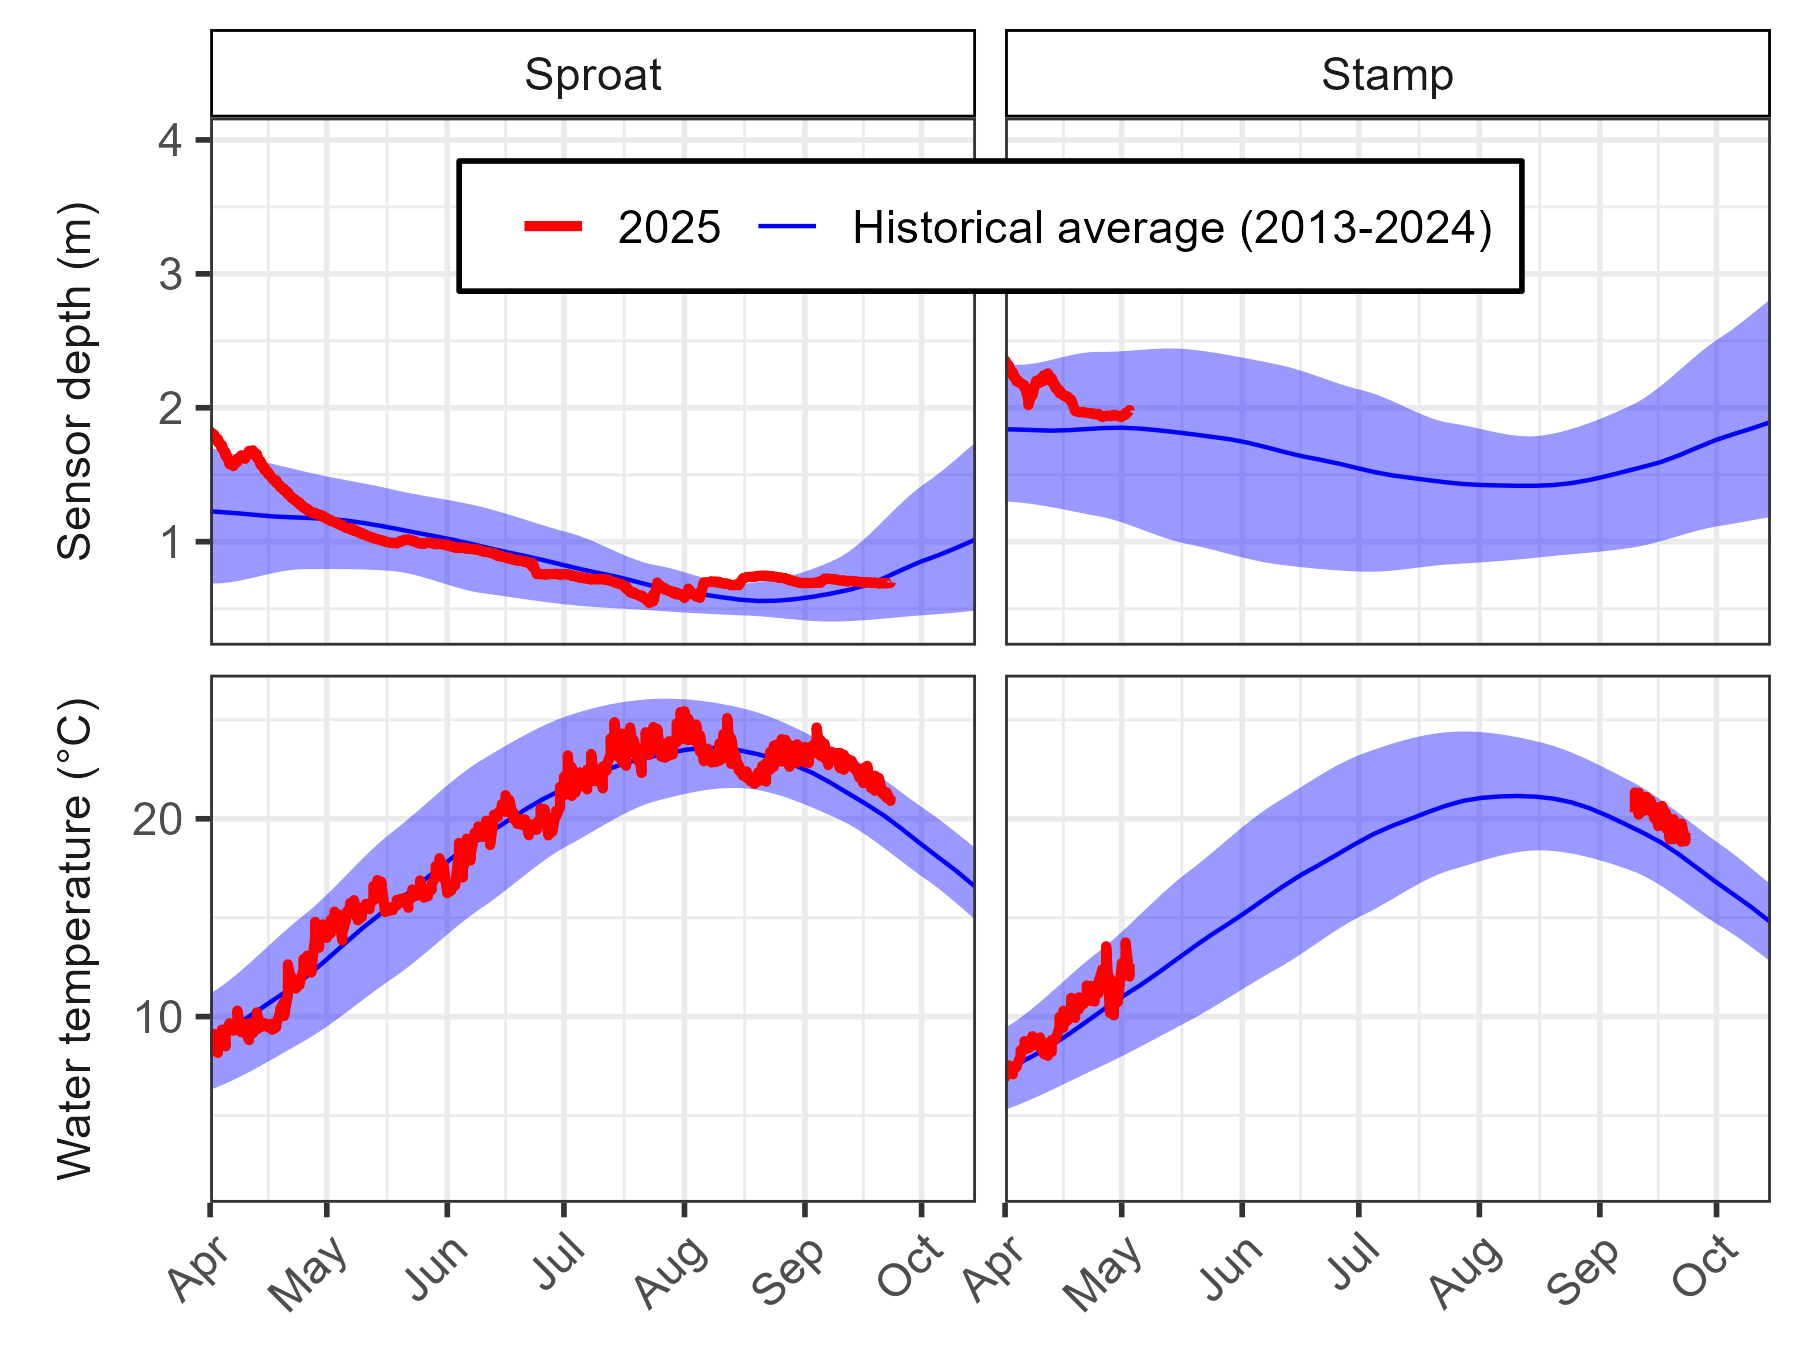 Sproat
Stamp
Sensor depth (m)
4
3
2
1
2025
Historical average (2013-2024)
Water temperature (°C)
20
10
Apr
May
Jun
Jul
Aug
Sep
Oct
Apr
May
Jun
Jul
Aug
Sep
Oct